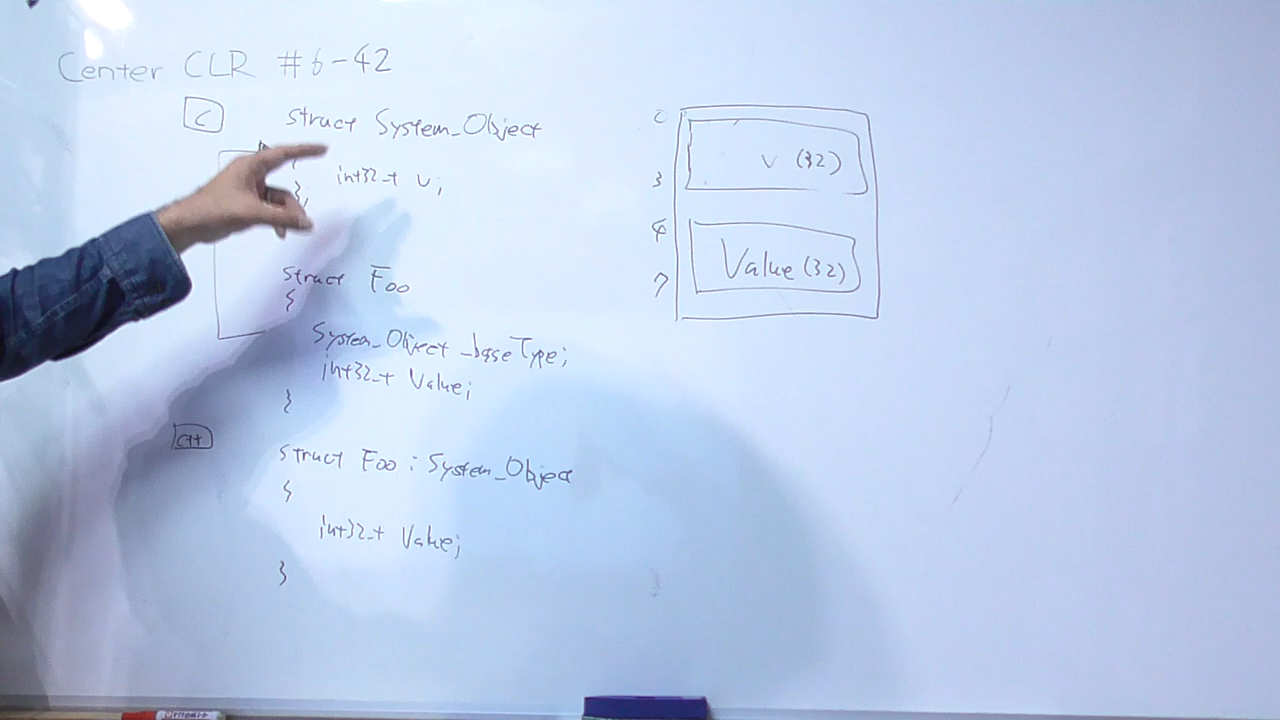 Center CLR #6-42
C
struct System_Object
{
int32_t v;
};
struct Foo
{
System_Object _baseType;
int32_t Value;
}
C++
struct Foo : System_Object
{
int32_t Value;
}
0
v (32)
3
4
Value (32)
7